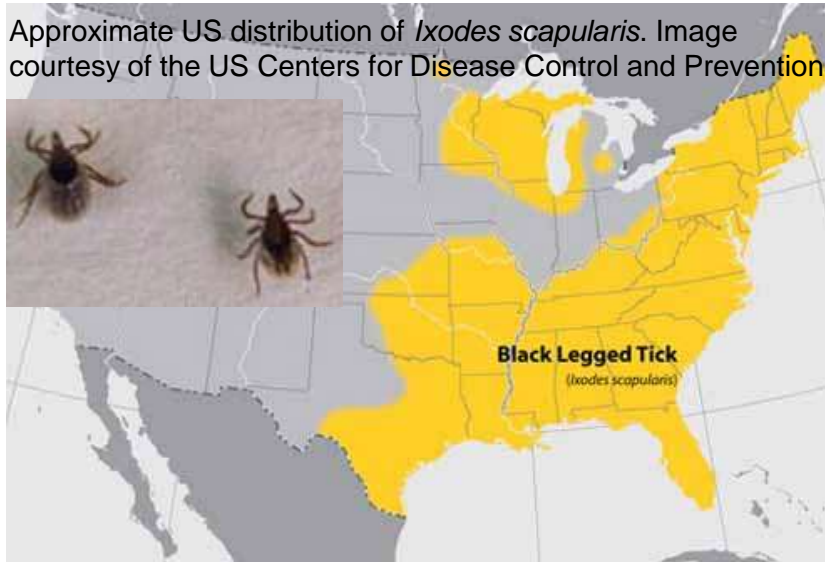 Approximate US distribution of Ixodes scapularis. Image
courtesy of the US Centers for Disease Control and Prevention
Black Legged Tick
(Ixodes scapularis)